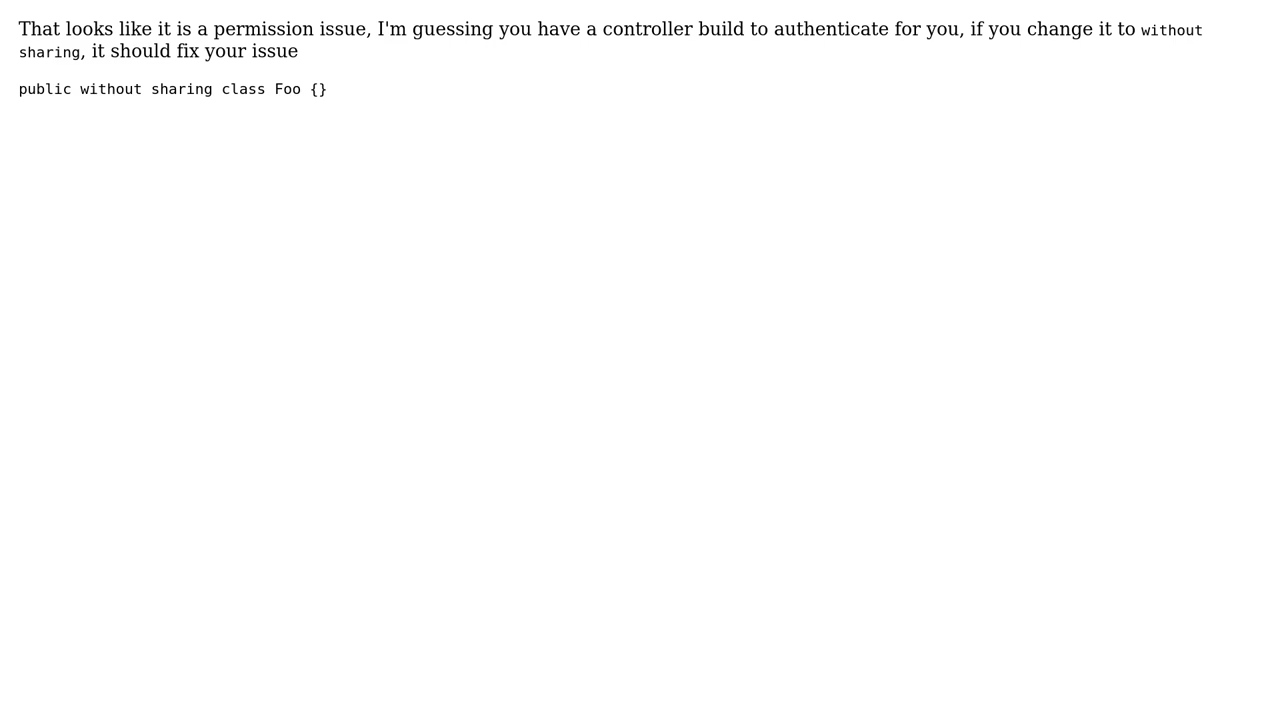 That looks like it is a permission issue, I'm guessing you have a controller build to authenticate for you, if you change it to without
sharing, it should fix your issue
public without sharing class Foo {}